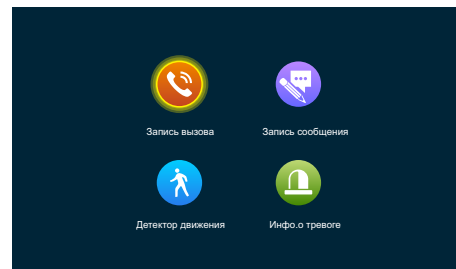 Запись вызова
Запись сообщения
Детектор движения
Инфо.о тревоге